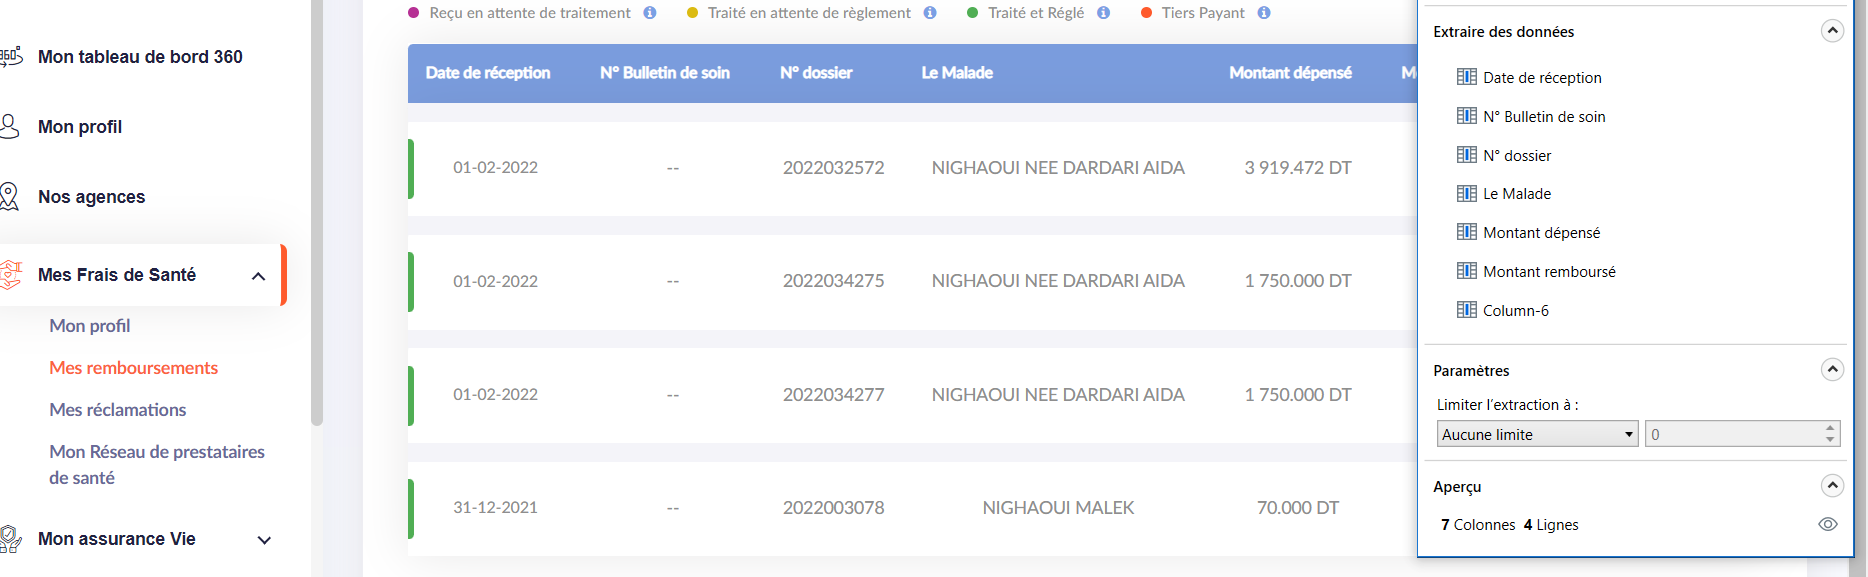 Mon tableau de bord 360
Mon profil
Nos agences
Mes Frais de Santé
Mon profil
Mes remboursements
Mes réclamations
Mon Réseau de prestataires
de santé
Mon assurance Vie
Reçu en attente de traitement Traité en attente de règlement Traité et Réglé Tiers Payant
Date de réception N° Bulletin de soin N° dossier Le Malade Montant dépensé
01-02-2022 -- 2022032572 NIGHAOUI NEE DARDARI AIDA 3 919.472 DT
01-02-2022 -- 2022034275 NIGHAOUI NEE DARDARI AIDA 1 750.000 DT
01-02-2022 -- 2022034277 NIGHAOUI NEE DARDARI AIDA 1 750.000 DT
31-12-2021 -- 2022003078 NIGHAOUI MALEK 70.000 DT
Extraire des données
Date de réception
N° Bulletin de soin
N° dossier
Le Malade
Montant dépensé
Montant remboursé
Column-6
Paramètres
Limiter l'extraction à :
Aucune limite 0
Aperçu
7 Colonnes 4 Lignes